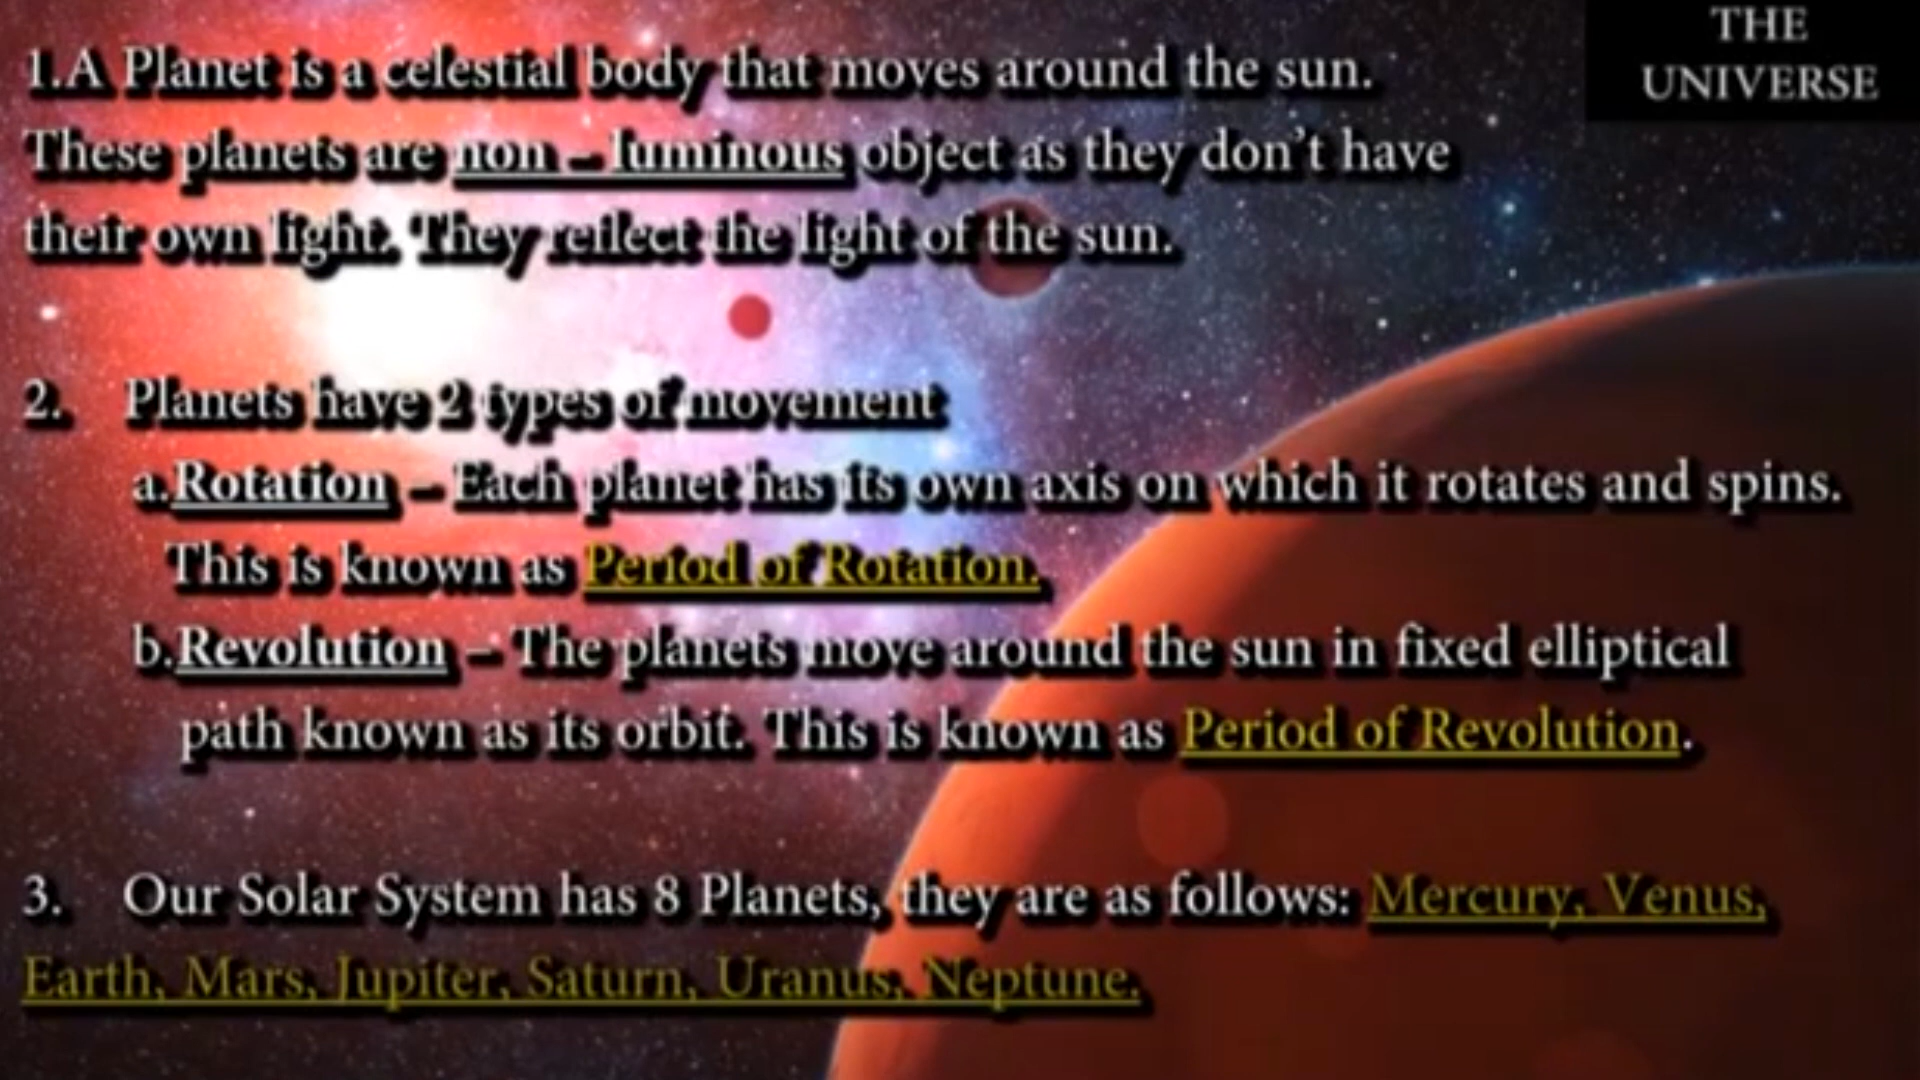 THE
UNIVERSE
1.A Planet is a celestial body that moves around the sun.
These planets are non – luminous object as they don’t have
their own light. They reflect the light of the sun.
2. Planets have 2 types of movement
a.Rotation – Each planet has its own axis on which it rotates and spins.
This is known as Period of Rotation.
b.Revolution – The planets move around the sun in fixed elliptical
path known as its orbit. This is known as Period of Revolution.
3. Our Solar System has 8 Planets, they are as follows: Mercury, Venus,
Earth, Mars, Jupiter, Saturn, Uranus, Neptune.